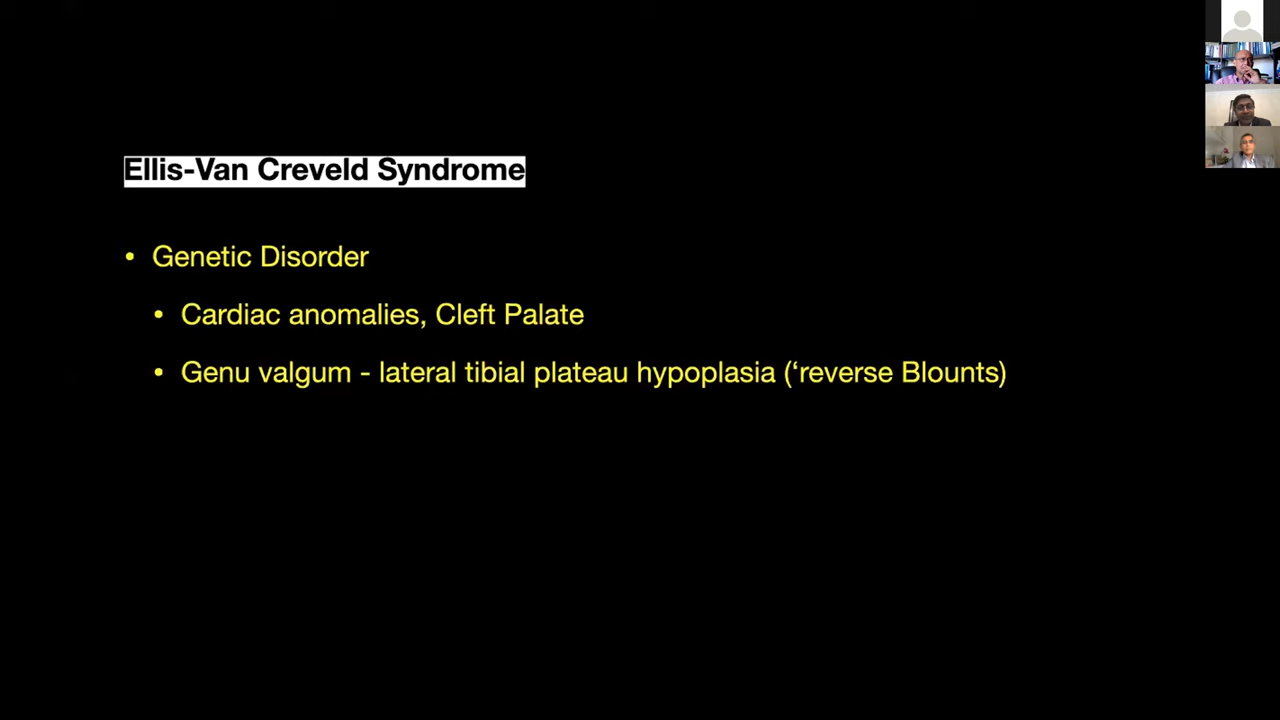 Ellis-Van Creveld Syndrome
• Genetic Disorder
• Cardiac anomalies, Cleft Palate
• Genu valgum - lateral tibial plateau hypoplasia (‘reverse Blounts)